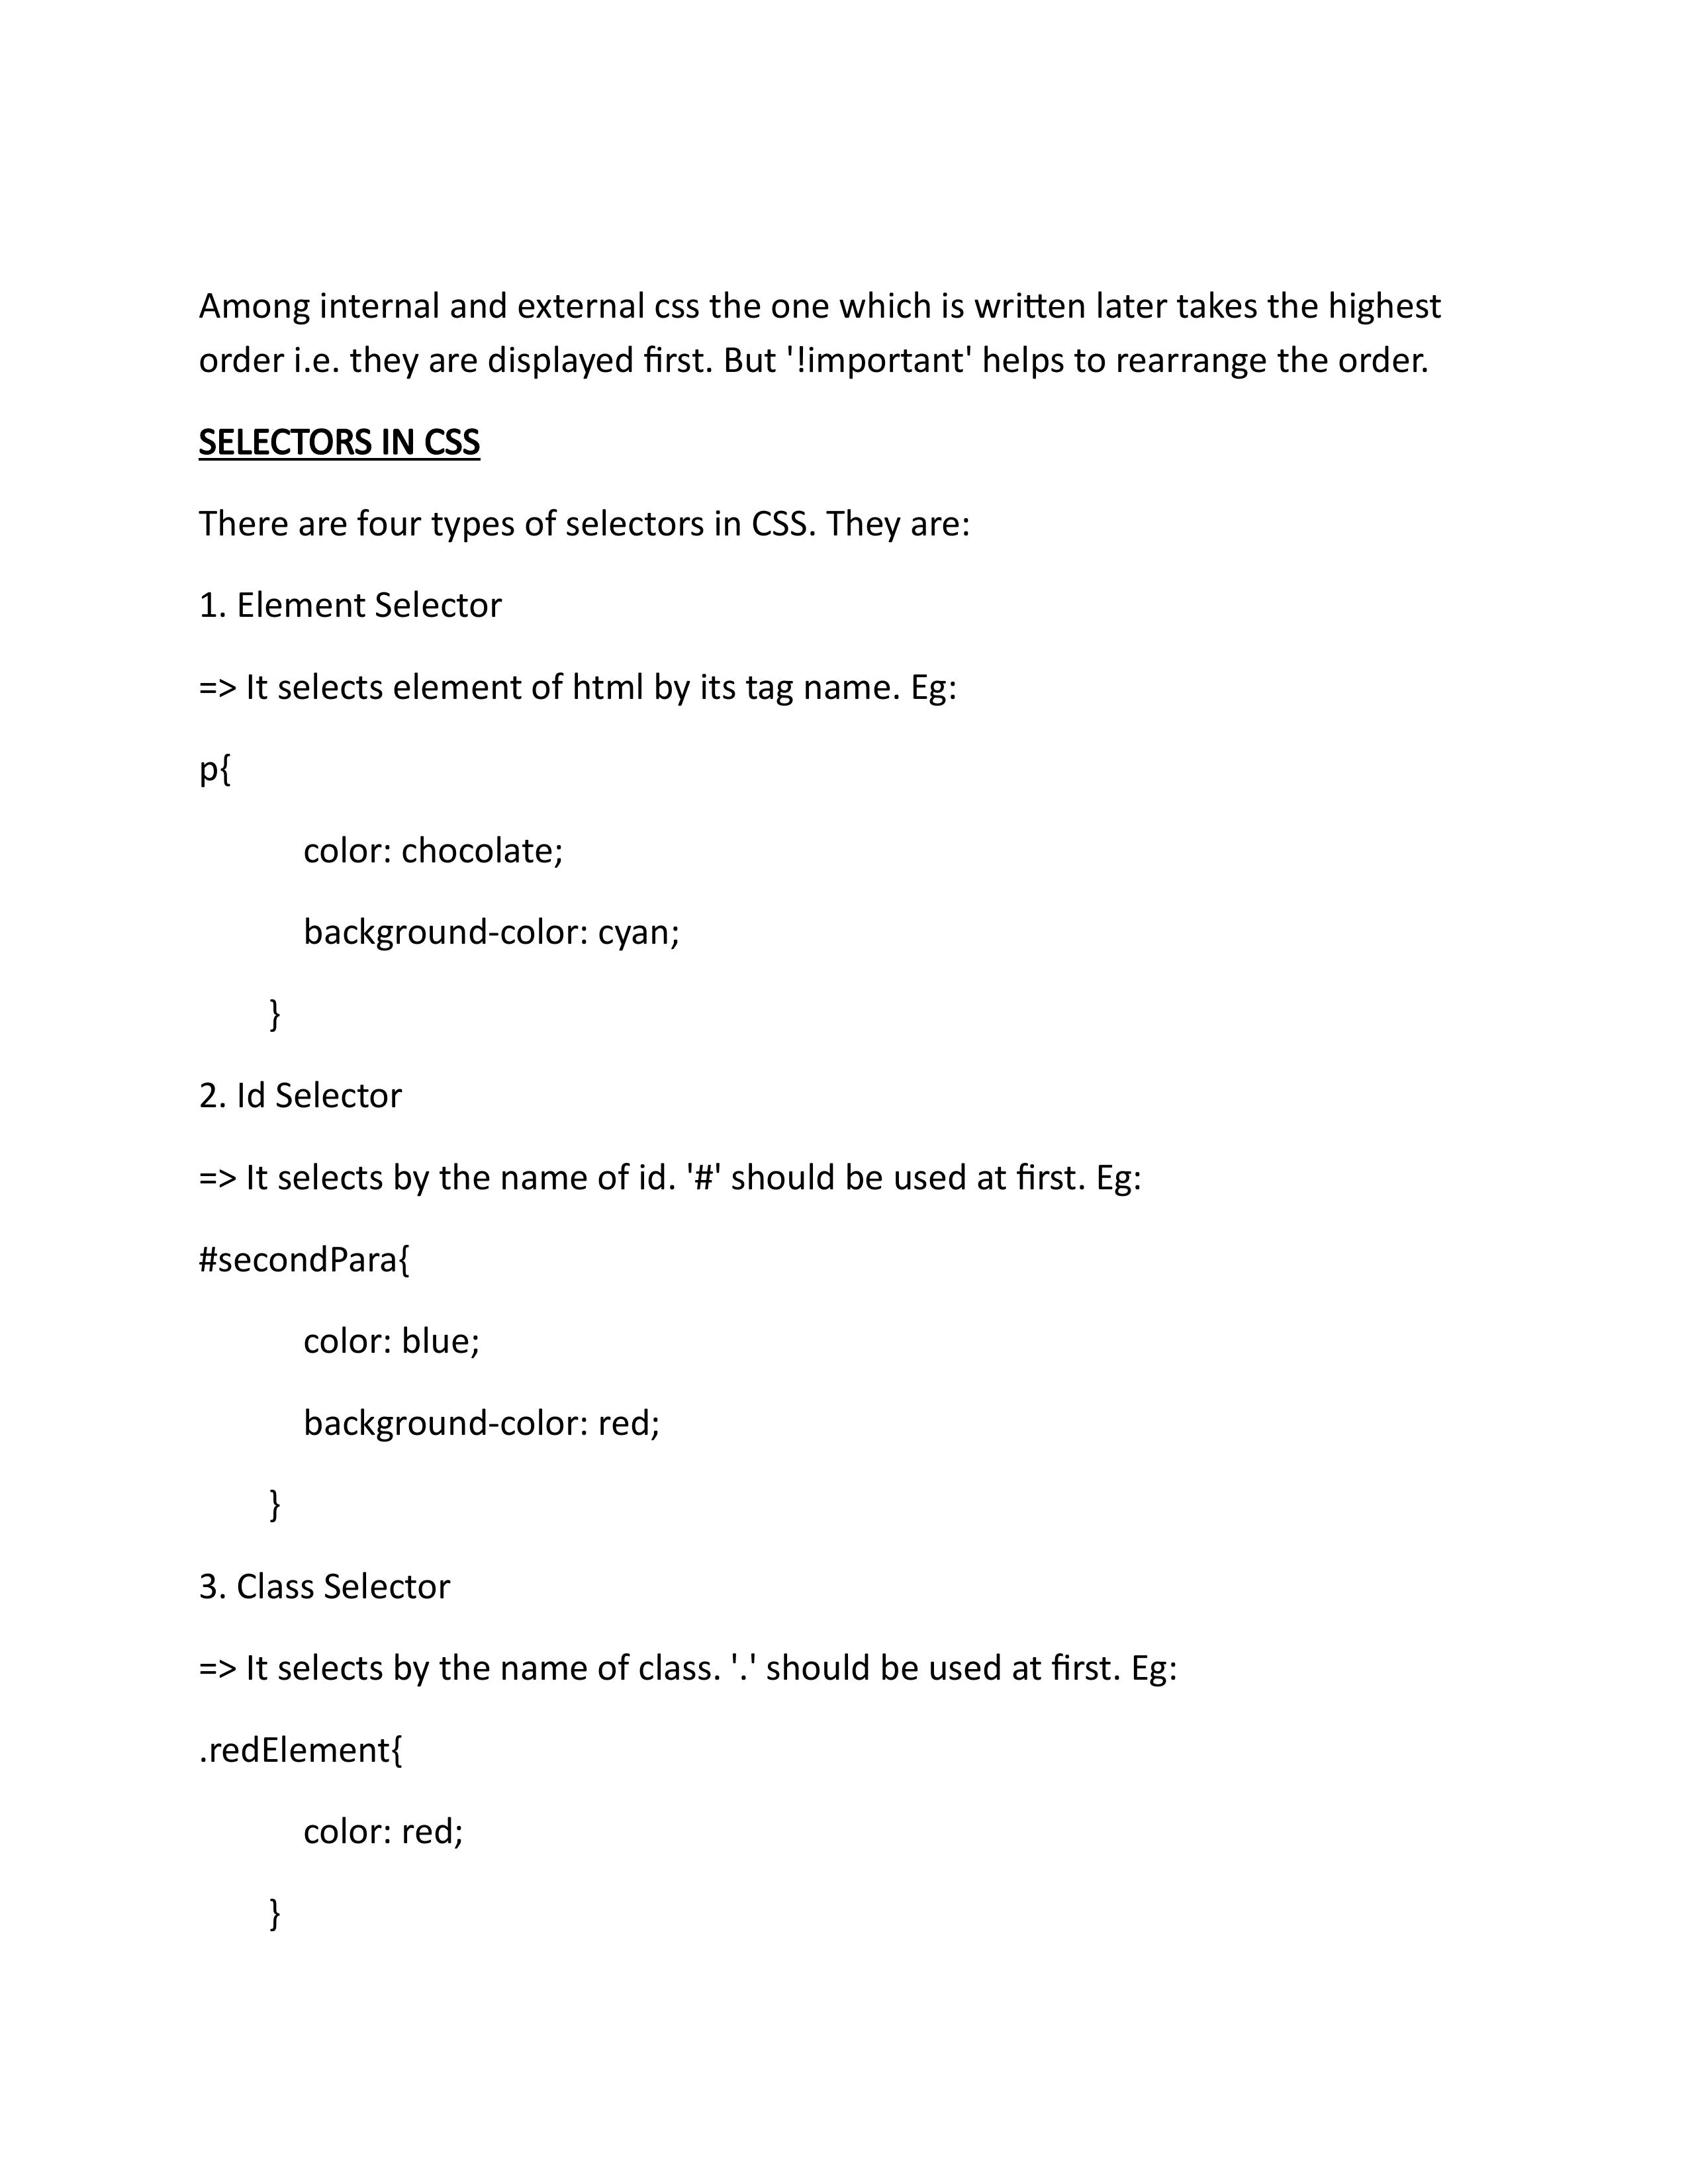 Among internal and external css the one which is written later takes the highest
order i.e. they are displayed first. But '!important' helps to rearrange the order.
SELECTORS IN CSS
There are four types of selectors in CSS. They are:
1. Element Selector
=> It selects element of html by its tag name. Eg:
p{
color: chocolate;
background-color: cyan;
}
2. Id Selector
=> It selects by the name of id. '#' should be used at first. Eg:
#secondPara{
color: blue;
background-color: red;
}
3. Class Selector
=> It selects by the name of class. '.' should be used at first. Eg:
.redElement{
color: red;
}